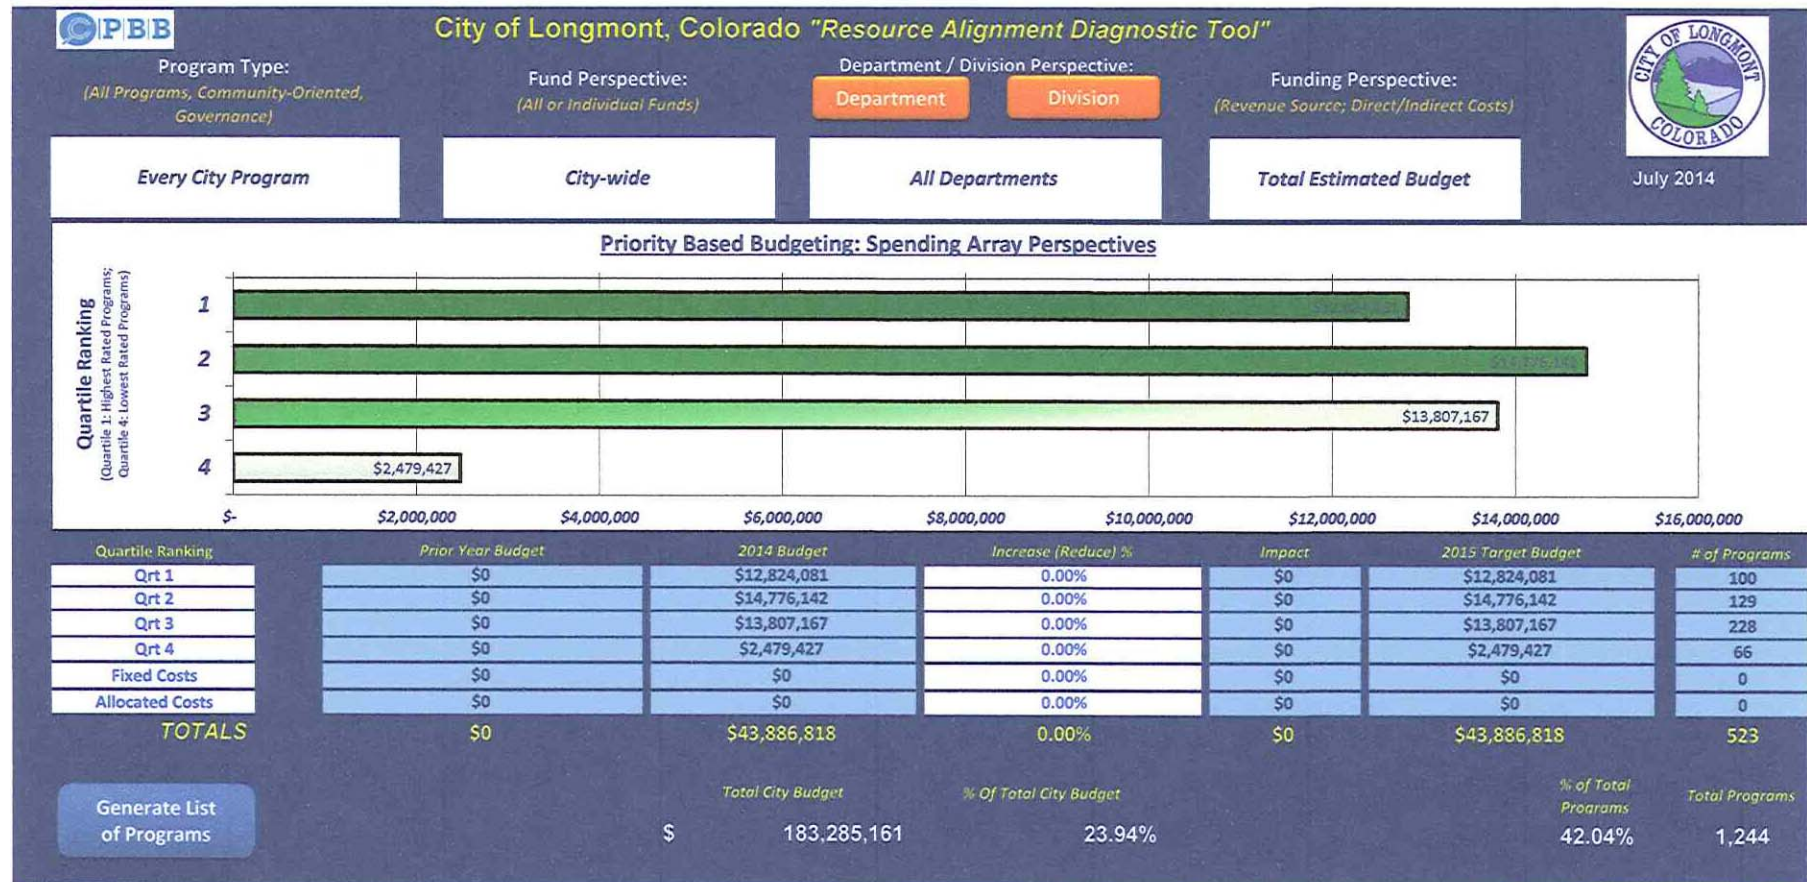 PBB
City of Longmont, Colorado "Resource Alignment Diagnostic Tool"
CITY OF LONGMONT
COLORADO
July 2014
Program Type:
(All Programs, Community-Oriented,
Governance)
Fund Perspective:
(All or Individual Funds)
Department / Division Perspective:
Department Division
Funding Perspective:
(Revenue Source; Direct/Indirect Costs)
Every City Program City-wide All Departments Total Estimated Budget
Priority Based Budgeting: Spending Array Perspectives
Quartile Ranking
(Quartile 1: Highest Rated Programs;
Quartile 4: Lowest Rated Programs)
1
2 $14,776,142
3 $13,807,167
4 $2,479,427
$- $2,000,000 $4,000,000 $6,000,000 $8,000,000 $10,000,000 $12,000,000 $14,000,000 $16,000,000
Quartile Ranking Prior Year Budget 2014 Budget Increase (Reduce) % Impact 2015 Target Budget # of Programs
Qrt 1 $0 $12,824,081 0.00% $0 $12,824,081 100
Qrt 2 $0 $14,776,142 0.00% $0 $14,776,142 129
Qrt 3 $0 $13,807,167 0.00% $0 $13,807,167 228
Qrt 4 $0 $2,479,427 0.00% $0 $2,479,427 66
Fixed Costs $0 $0 0.00% $0 $0 0
Allocated Costs $0 $0 0.00% $0 $0 0
TOTALS $0 $43,886,818 0.00% $0 $43,886,818 523
Generate List
of Programs
Total City Budget % Of Total City Budget % of Total
Programs Total Programs
$ 183,285,161 23.94% 42.04% 1,244